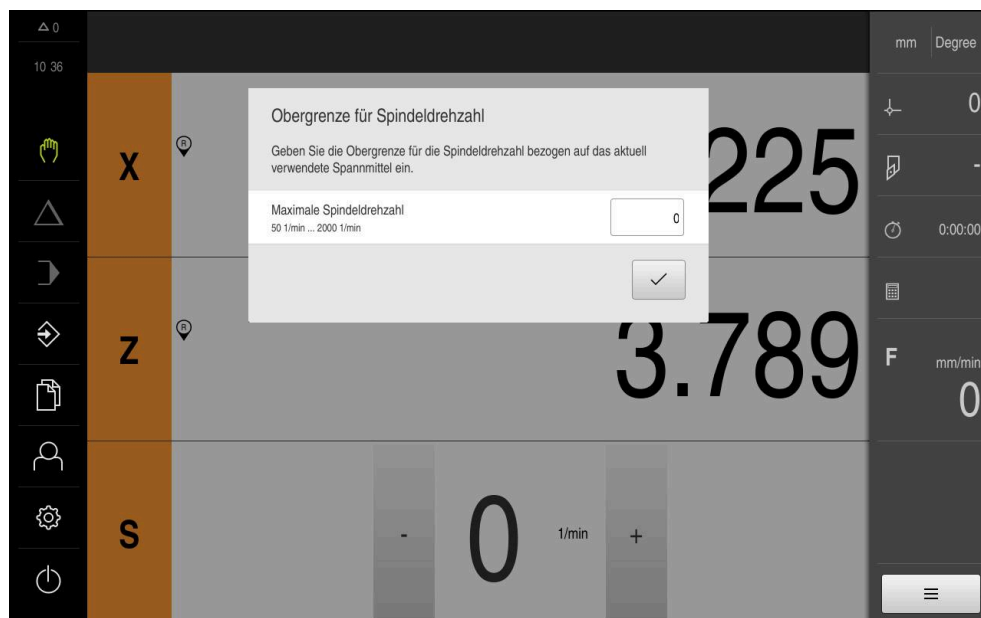 0
10 36
mm Degree
Obergrenze für Spindeldrehzahl
Geben Sie die Obergrenze für die Spindeldrehzahl bezogen auf das aktuell
verwendete Spannmittel ein.
Maximale Spindeldrehzahl
50 1/min ... 2000 1/min
0
X
R
225
Z
R
3.789
S
-
0
1/min
+
0
-
0:00:00
F
mm/min
0